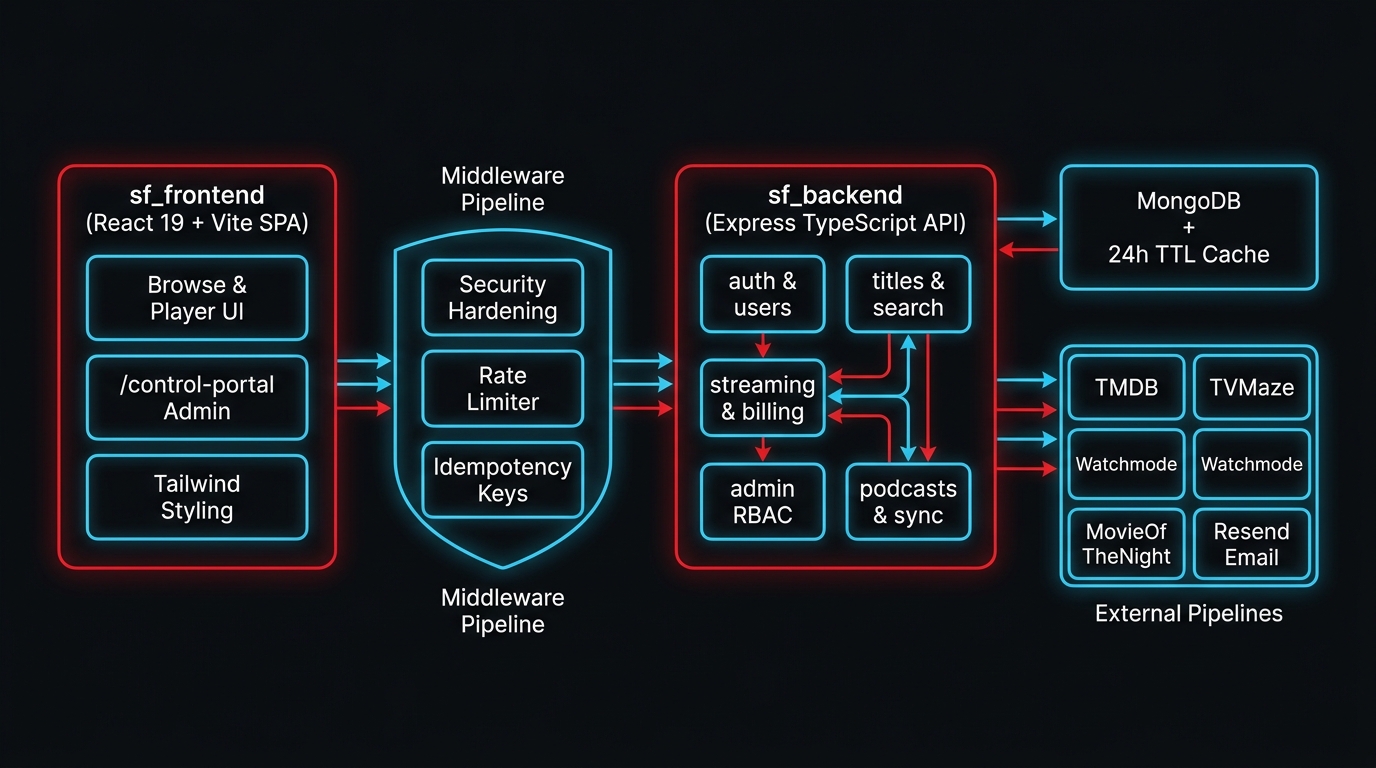 sf_frontend
(React 19 + Vite SPA)
Browse &
Player UI
/control-portal
Admin
Tailwind
Styling
Middleware
Pipeline
Security
Hardening
Rate
Limiter
Idempotency
Keys
Middleware
Pipeline
sf_backend
(Express TypeScript API)
auth &
users
titles &
search
streaming
& billing
admin
RBAC
podcasts
& sync
MongoDB
+
24h TTL Cache
TMDB
TVMaze
Watchmode
Watchmode
MovieOf
TheNight
Resend
Email
External Pipelines